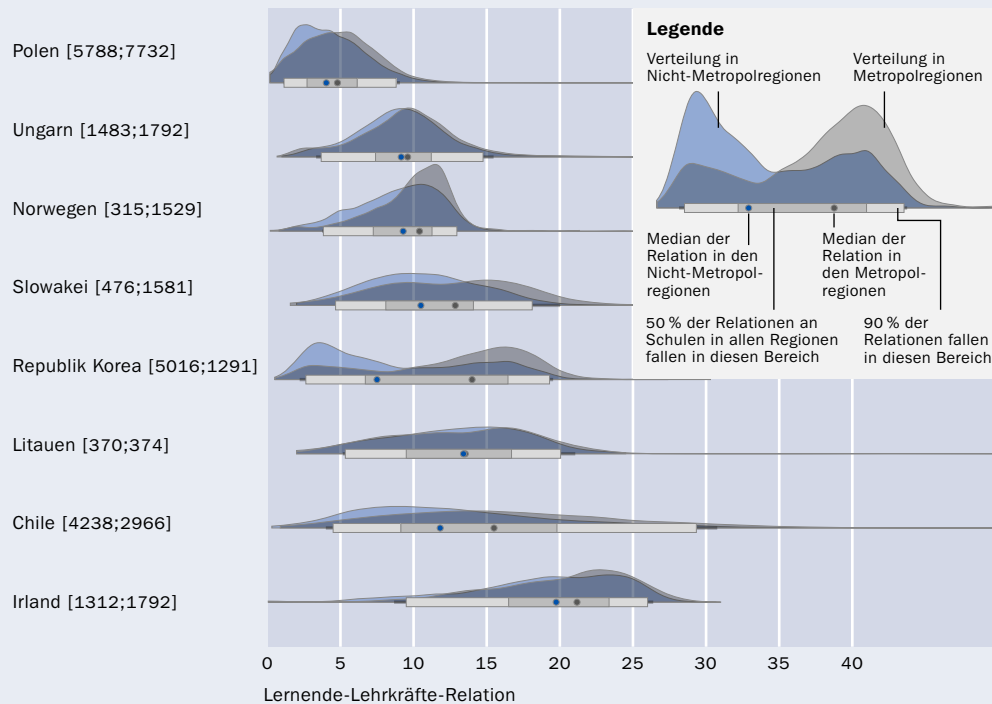 Polen [5788;7732]
Ungarn [1483;1792]
Norwegen [315;1529]
Slowakei [476;1581]
Republik Korea [5016;1291]
Litauen [370;374]
Chile [4238;2966]
Irland [1312;1792]
0 5 10 15 20 25 30 40
Lernende-Lehrkräfte-Relation
Legende
Verteilung in
Nicht-Metropolregionen
Verteilung in
Metropolregionen
Median der
Relation in den
Nicht-Metropol-
regionen
Median der
Relation in
den Metropol-
regionen
50 % der Relationen an
Schulen in allen Regionen
fallen in diesen Bereich
90 % der
Relationen fallen
in diesen Bereich